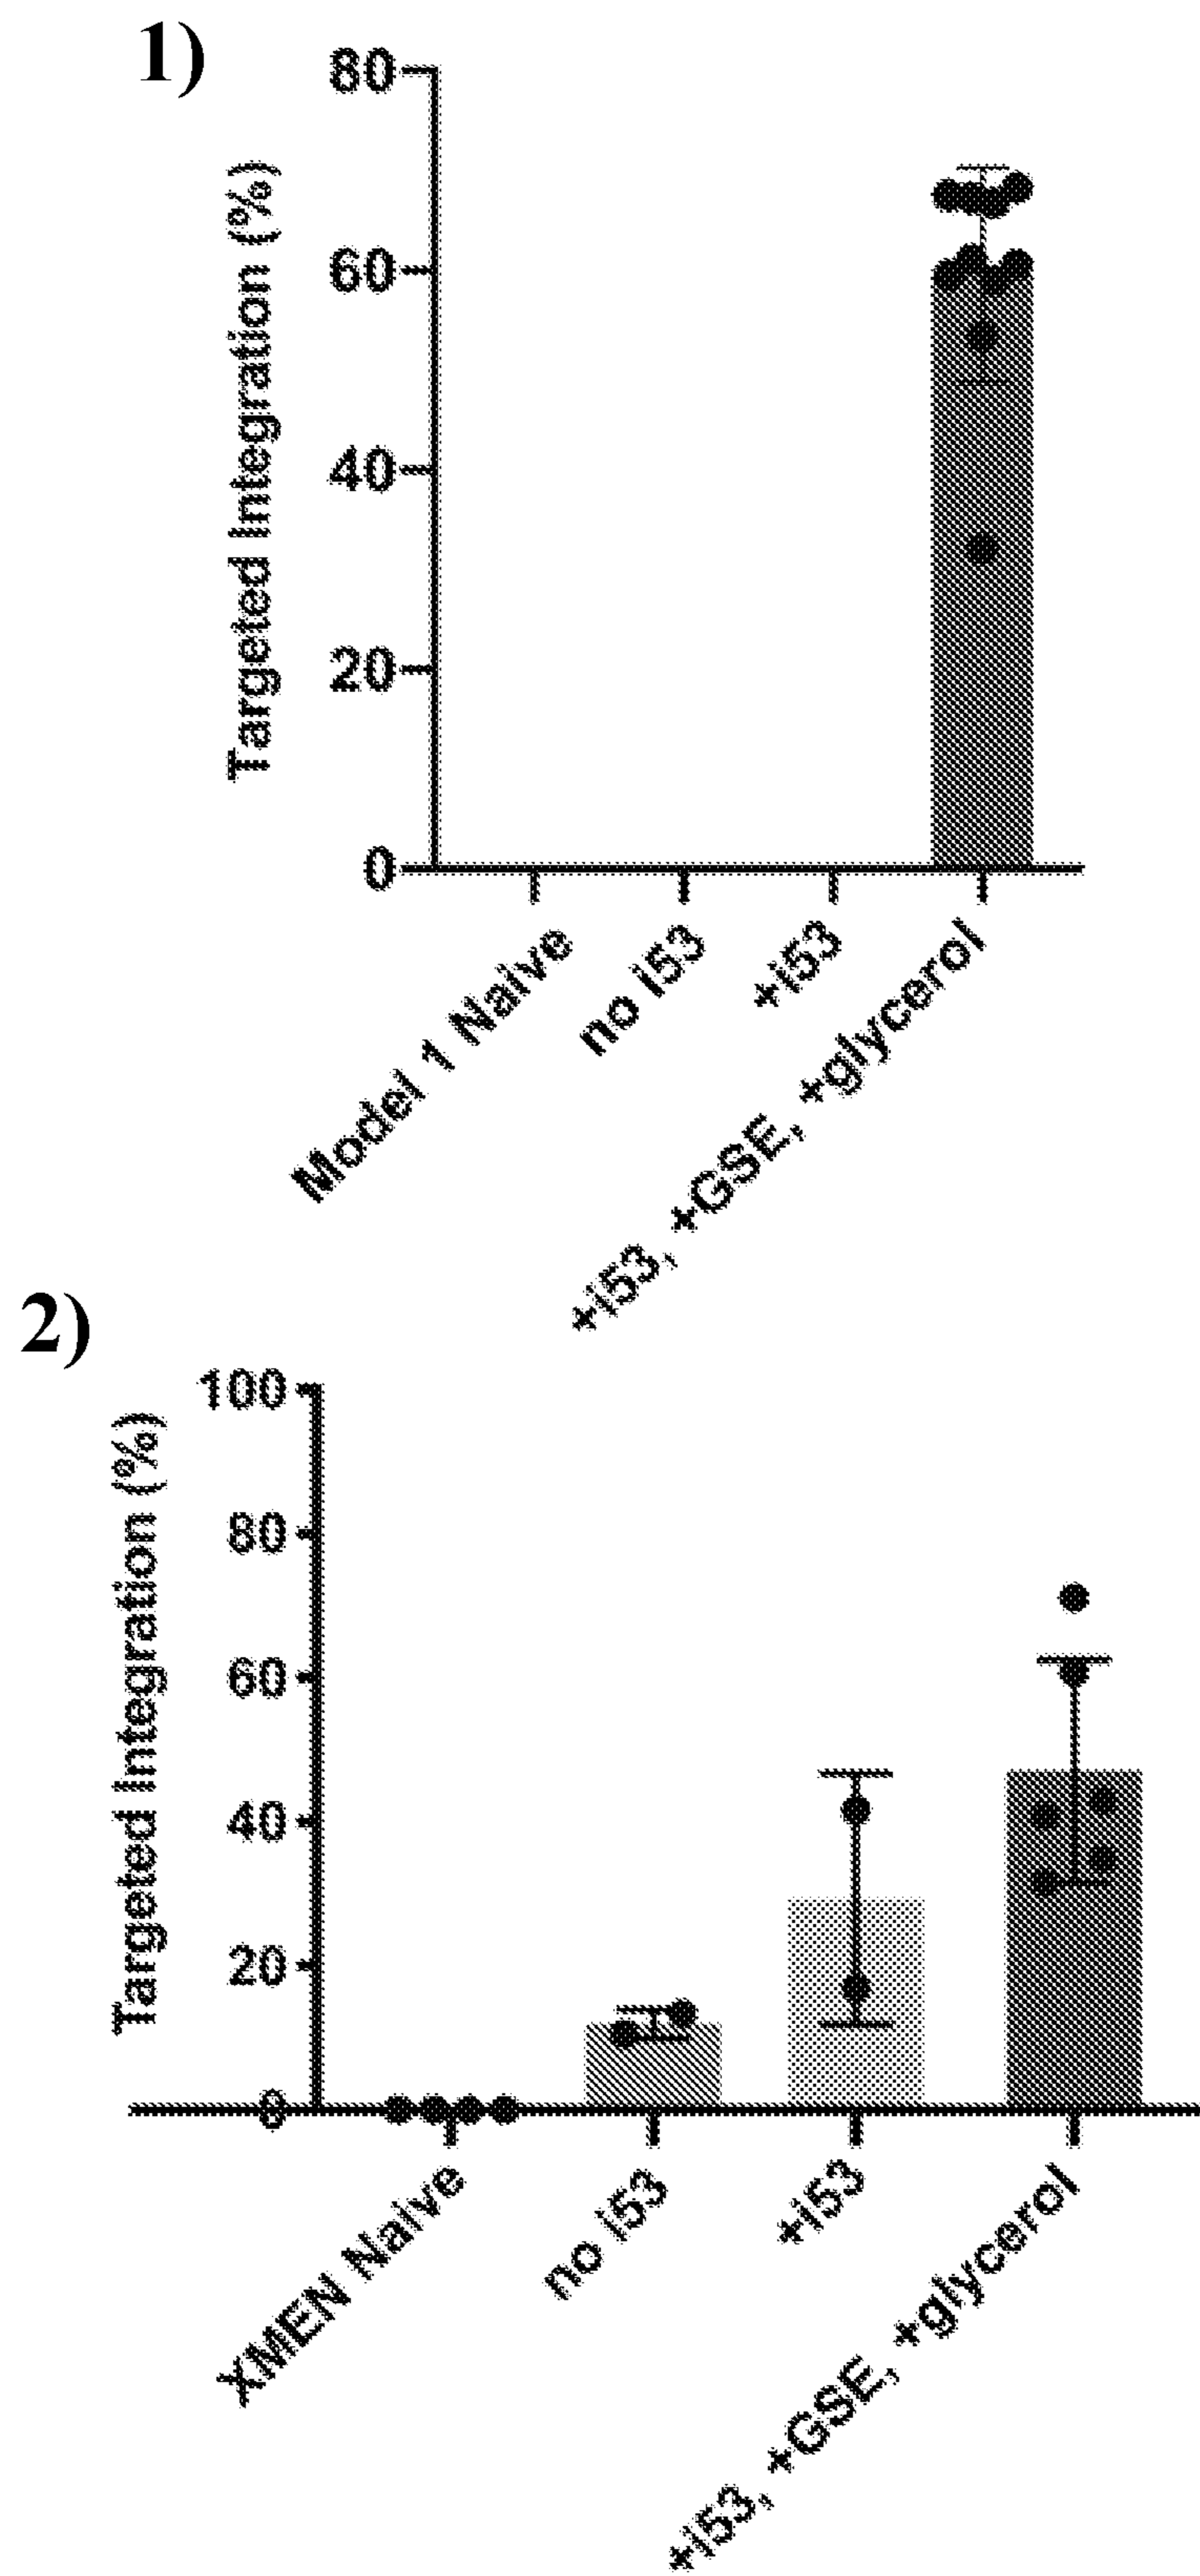 1)
Targeted Integration (%)
80
60
40
20
0
Model 1 Naive
no i53
+i53
+i53, +GSE, +glycerol
2)
Targeted Integration (%)
100
80
60
40
20
0
XMEN Naive
no i53
+i53
+i53, +GSE, +glycerol